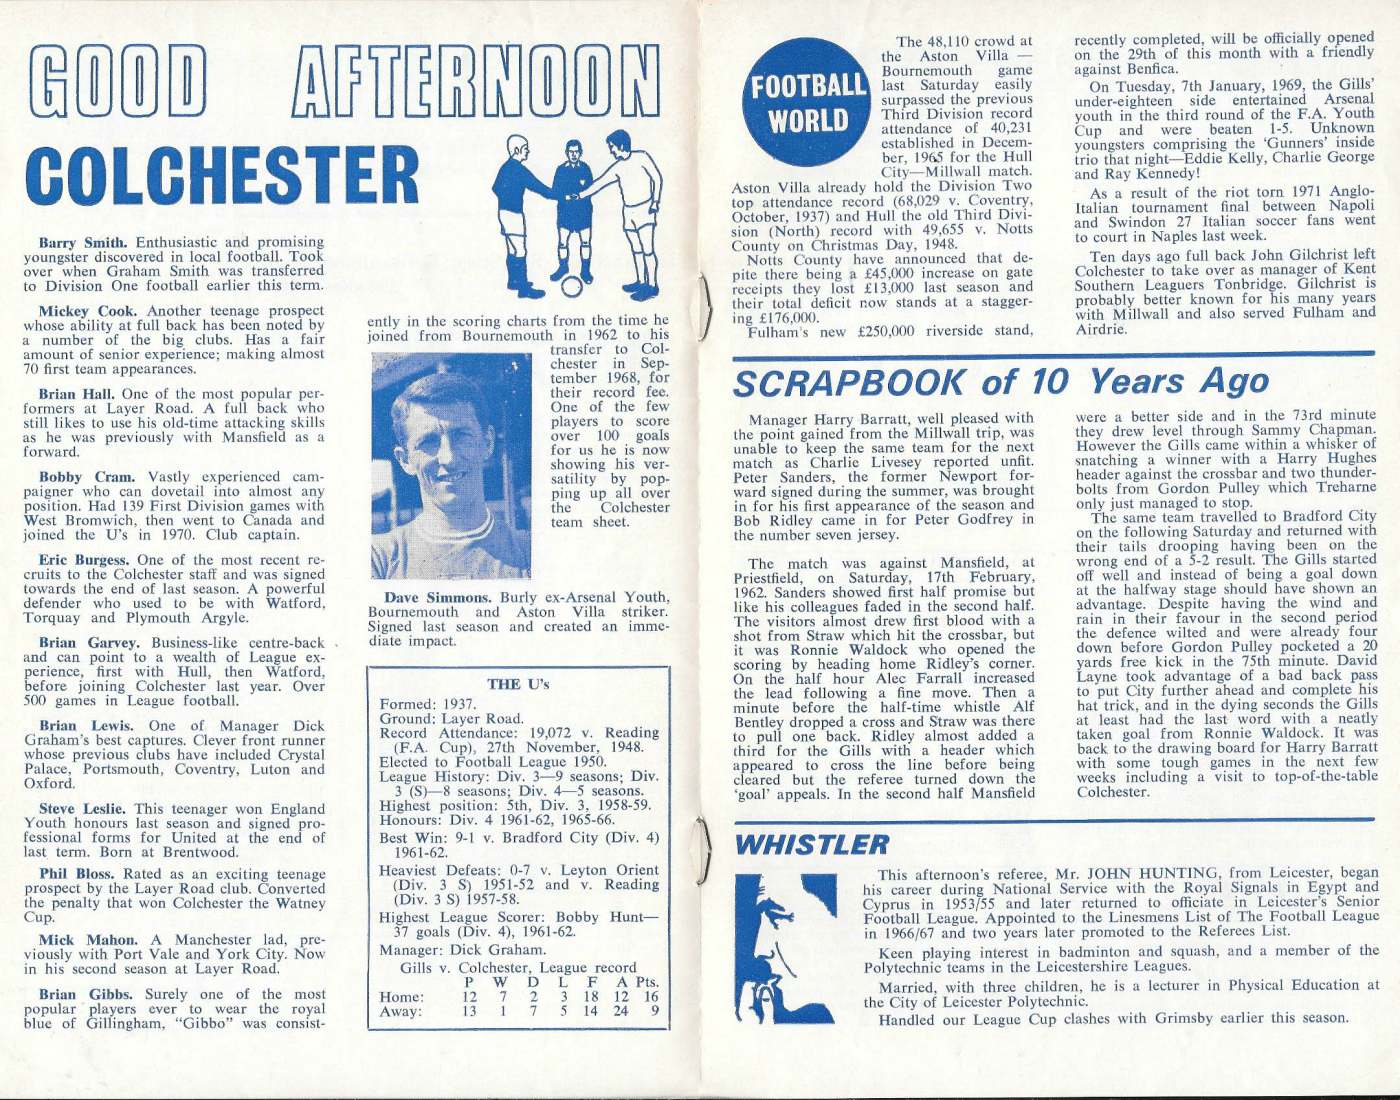 GOOD AFTERNOON
COLCHESTER
Barry Smith. Enthusiastic and promising
youngster discovered in local football. Took
over when Graham Smith was transferred
to Division One football earlier this term.
Mickey Cook. Another teenage prospect
whose ability at full back has been noted by
a number of the big clubs. Has a fair
amount of senior experience; making almost
70 first team appearances.
Brian Hall. One of the most popular per-
formers at Layer Road. A full back who
still likes to use his old-time attacking skills
as he was previously with Mansfield as a
forward.
Bobby Cram. Vastly experienced cam-
paigner who can dovetail into almost any
position. Had 139 First Division games with
West Bromwich, then went to Canada and
joined the U's in 1970. Club captain.
Eric Burgess. One of the most recent re-
cruits to the Colchester staff and was signed
towards the end of last season. A powerful
defender who used to be with Watford,
Torquay and Plymouth Argyle.
Brian Garvey. Business-like centre-back
and can point to a wealth of League ex-
perience, first with Hull, then Watford,
before joining Colchester last year. Over
500 games in League football.
Brian Lewis. One of Manager Dick
Graham's best captures. Clever front runner
whose previous clubs have included Crystal
Palace, Portsmouth, Coventry, Luton and
Oxford.
Steve Leslie. This teenager won England
Youth honours last season and signed pro-
fessional forms for United at the end of
last term. Born at Brentwood.
Phil Bloss. Rated as an exciting teenage
prospect by the Layer Road club. Converted
the penalty that won Colchester the Watney
Cup.
Mick Mahon. A Manchester lad, pre-
viously with Port Vale and York City. Now
in his second season at Layer Road.
Brian Gibbs. Surely one of the most
popular players ever to wear the royal
blue of Gillingham, "Gibbo" was consist-
ently in the scoring charts from the time he
joined from Bournemouth in 1962 to his
transfer to Col-
chester in Sep-
tember 1968, for
their record fee.
One of the few
players to score
over 100 goals
for us he is now
showing his ver-
satility by pop-
ping up all over
the Colchester
team sheet.
Dave Simmons. Burly ex-Arsenal Youth,
Bournemouth and Aston Villa striker.
Signed last season and created an imme-
diate impact.
THE U's
Formed: 1937.
Ground: Layer Road.
Record Attendance: 19,072 v. Reading
(F.A. Cup), 27th November, 1948.
Elected to Football League 1950.
League History: Div. 3—9 seasons; Div.
3 (S)—8 seasons; Div. 4—5 seasons.
Highest position: 5th, Div. 3, 1958-59.
Honours: Div. 4 1961-62, 1965-66.
Best Win: 9-1 v. Bradford City (Div. 4)
1961-62.
Heaviest Defeats: 0-7 v. Leyton Orient
(Div. 3 S) 1951-52 and v. Reading
(Div. 3 S) 1957-58.
Highest League Scorer: Bobby Hunt—
37 goals (Div. 4), 1961-62.
Manager: Dick Graham.
Gills v. Colchester, League record
P W D L F A Pts.
Home: 12 7 2 3 18 12 16
Away: 13 1 7 5 14 24 9
FOOTBALL
WORLD
The 48,110 crowd at
the Aston Villa —
Bournemouth game
last Saturday easily
surpassed the previous
Third Division record
attendance of 40,231
established in Decem-
ber, 1965 for the Hull
City—Millwall match.
Aston Villa already hold the Division Two
top attendance record (68,029 v. Coventry,
October, 1937) and Hull the old Third Divi-
sion (North) record with 49,655 v. Notts
County on Christmas Day, 1948.
Notts County have announced that de-
pite there being a £45,000 increase on gate
receipts they lost £13,000 last season and
their total deficit now stands at a stagger-
ing £176,000.
Fulham's new £250,000 riverside stand,
recently completed, will be officially opened
on the 29th of this month with a friendly
against Benfica.
On Tuesday, 7th January, 1969, the Gills'
under-eighteen side entertained Arsenal
youth in the third round of the F.A. Youth
Cup and were beaten 1-5. Unknown
youngsters comprising the 'Gunners' inside
trio that night—Eddie Kelly, Charlie George
and Ray Kennedy!
As a result of the riot torn 1971 Anglo-
Italian tournament final between Napoli
and Swindon 27 Italian soccer fans went
to court in Naples last week.
Ten days ago full back John Gilchrist left
Colchester to take over as manager of Kent
Southern Leaguers Tonbridge. Gilchrist is
probably better known for his many years
with Millwall and also served Fulham and
Airdrie.
SCRAPBOOK of 10 Years Ago
Manager Harry Barratt, well pleased with
the point gained from the Millwall trip, was
unable to keep the same team for the next
match as Charlie Livesey reported unfit.
Peter Sanders, the former Newport for-
ward signed during the summer, was brought
in for his first appearance of the season and
Bob Ridley came in for Peter Godfrey in
the number seven jersey.
The match was against Mansfield, at
Priestfield, on Saturday, 17th February,
1962. Sanders showed first half promise but
like his colleagues faded in the second half.
The visitors almost drew first blood with a
shot from Straw which hit the crossbar, but
it was Ronnie Waldock who opened the
scoring by heading home Ridley's corner.
On the half hour Alec Farrall increased
the lead following a fine move. Then a
minute before the half-time whistle Alf
Bentley dropped a cross and Straw was there
to pull one back. Ridley almost added a
third for the Gills with a header which
appeared to cross the line before being
cleared but the referee turned down the
'goal' appeals. In the second half Mansfield
were a better side and in the 73rd minute
they drew level through Sammy Chapman.
However the Gills came within a whisker of
snatching a winner with a Harry Hughes
header against the crossbar and two thunder-
bolts from Gordon Pulley which Treharne
only just managed to stop.
The same team travelled to Bradford City
on the following Saturday and returned with
their tails drooping having been on the
wrong end of a 5-2 result. The Gills started
off well and instead of being a goal down
at the halfway stage should have shown an
advantage. Despite having the wind and
rain in their favour in the second period
the defence wilted and were already four
down before Gordon Pulley pocketed a 20
yards free kick in the 75th minute. David
Layne took advantage of a bad back pass
to put City further ahead and complete his
hat trick, and in the dying seconds the Gills
at least had the last word with a neatly
taken goal from Ronnie Waldock. It was
back to the drawing board for Harry Barratt
with some tough games in the next few
weeks including a visit to top-of-the-table
Colchester.
WHISTLER
This afternoon's referee, Mr. JOHN HUNTING, from Leicester, began
his career during National Service with the Royal Signals in Egypt and
Cyprus in 1953/55 and later returned to officiate in Leicester's Senior
Football League. Appointed to the Linesmens List of The Football League
in 1966/67 and two years later promoted to the Referees List.
Keen playing interest in badminton and squash, and a member of the
Polytechnic teams in the Leicestershire Leagues.
Married, with three children, he is a lecturer in Physical Education at
the City of Leicester Polytechnic.
Handled our League Cup clashes with Grimsby earlier this season.